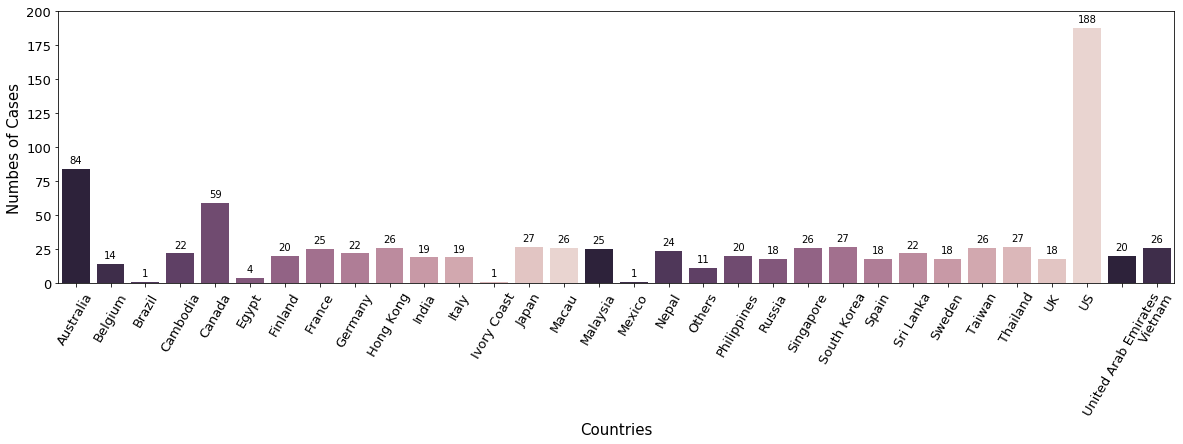 Numbes of Cases
200
175
150
125
100
75
50
25
0
84
14
1
22
59
4
20
25
22
26
19
19
1
27
26
25
1
24
11
20
18
26
27
18
22
18
26
27
18
188
20
26
Australia
Belgium
Brazil
Cambodia
Canada
Egypt
Finland
France
Germany
Hong Kong
India
Italy
Ivory Coast
Japan
Macau
Malaysia
Mexico
Nepal
Others
Philippines
Russia
Singapore
South Korea
Spain
Sri Lanka
Sweden
Taiwan
Thailand
UK
US
United Arab Emirates
Vietnam
Countries